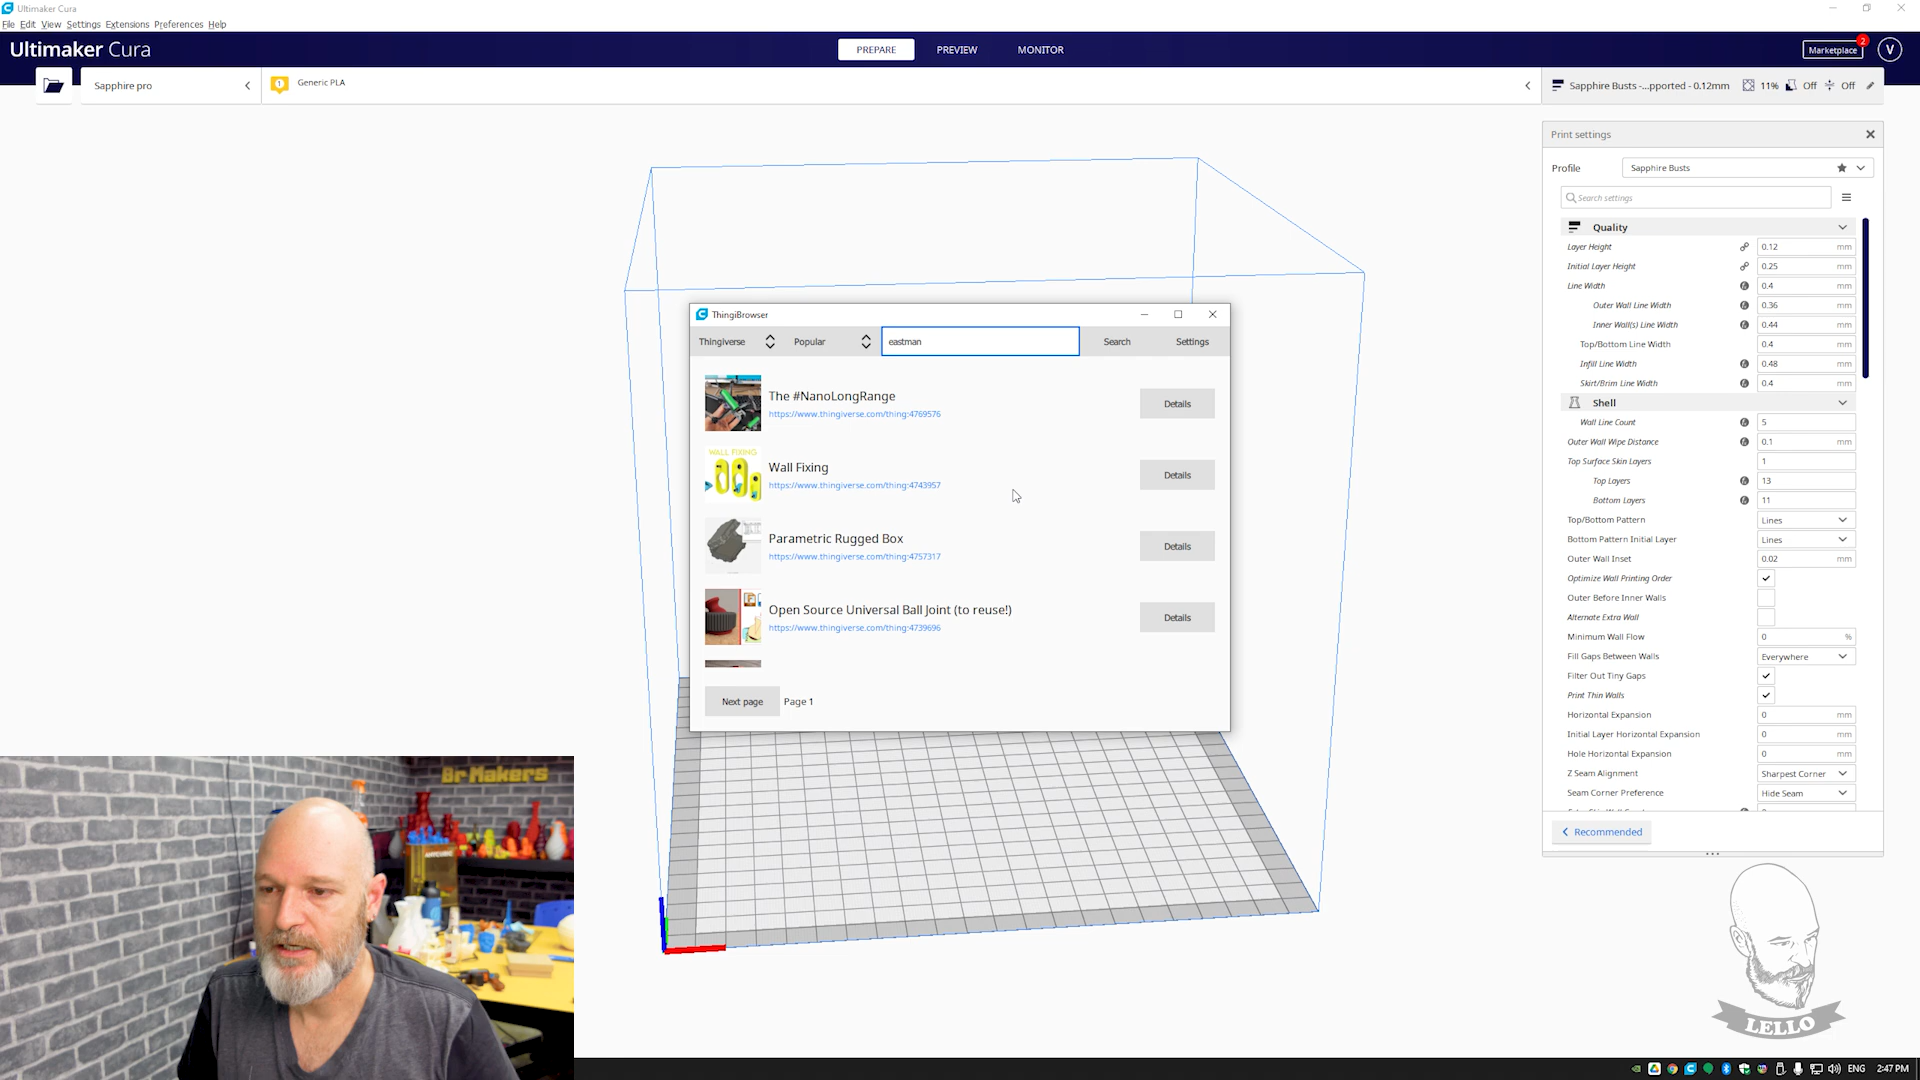 Ultimaker Cura
File Edit View Settings Extensions Preferences Help
Ultimaker Cura
PREPARE
PREVIEW
MONITOR
Marketplace
2
V
Sapphire pro
1
Generic PLA
Sapphire Busts -...pported - 0.12mm
11%
Off
Off
Print settings
Profile
Sapphire Busts
Search settings
Quality
Layer Height 0.12 mm
Initial Layer Height 0.25 mm
Line Width 0.4 mm
Outer Wall Line Width 0.36 mm
Inner Wall(s) Line Width 0.44 mm
Top/Bottom Line Width 0.4 mm
Infill Line Width 0.48 mm
Skirt/Brim Line Width 0.4 mm
Shell
Wall Line Count 5
Outer Wall Wipe Distance 0.1 mm
Top Surface Skin Layers 1
Top Layers 13
Bottom Layers 11
Top/Bottom Pattern Lines
Bottom Pattern Initial Layer Lines
Outer Wall Inset 0.02 mm
Optimize Wall Printing Order
Outer Before Inner Walls
Alternate Extra Wall
Minimum Wall Flow 0 %
Fill Gaps Between Walls Everywhere
Filter Out Tiny Gaps
Print Thin Walls
Horizontal Expansion 0 mm
Initial Layer Horizontal Expansion 0 mm
Hole Horizontal Expansion 0 mm
Z Seam Alignment Sharpest Corner
Seam Corner Preference Hide Seam
Recommended
ThingiBrowser
Thingiverse
Popular
eastman
Search
Settings
The #NanoLongRange
https://www.thingiverse.com/thing:4769576
Details
WALL FIXING
Wall Fixing
https://www.thingiverse.com/thing:4743957
Details
Parametric Rugged Box
https://www.thingiverse.com/thing:4757317
Details
Open Source Universal Ball Joint (to reuse!)
https://www.thingiverse.com/thing:4739696
Details
Next page
Page 1
Br Makers
LELLO
ENG
2:47 PM